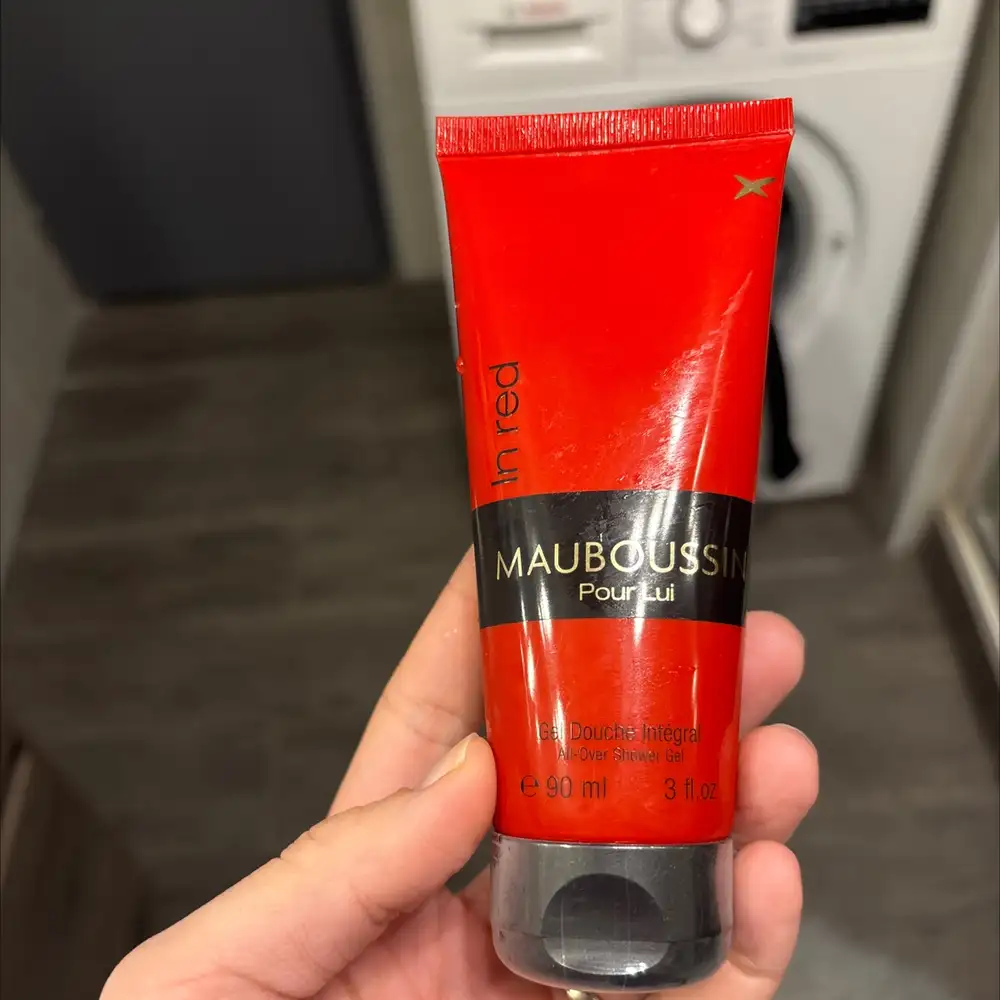 In red
MAUBOUSSIN
Pour Lui
Gel Douche Intégral
All-Over Shower Gel
℮ 90 ml 3 fl.oz